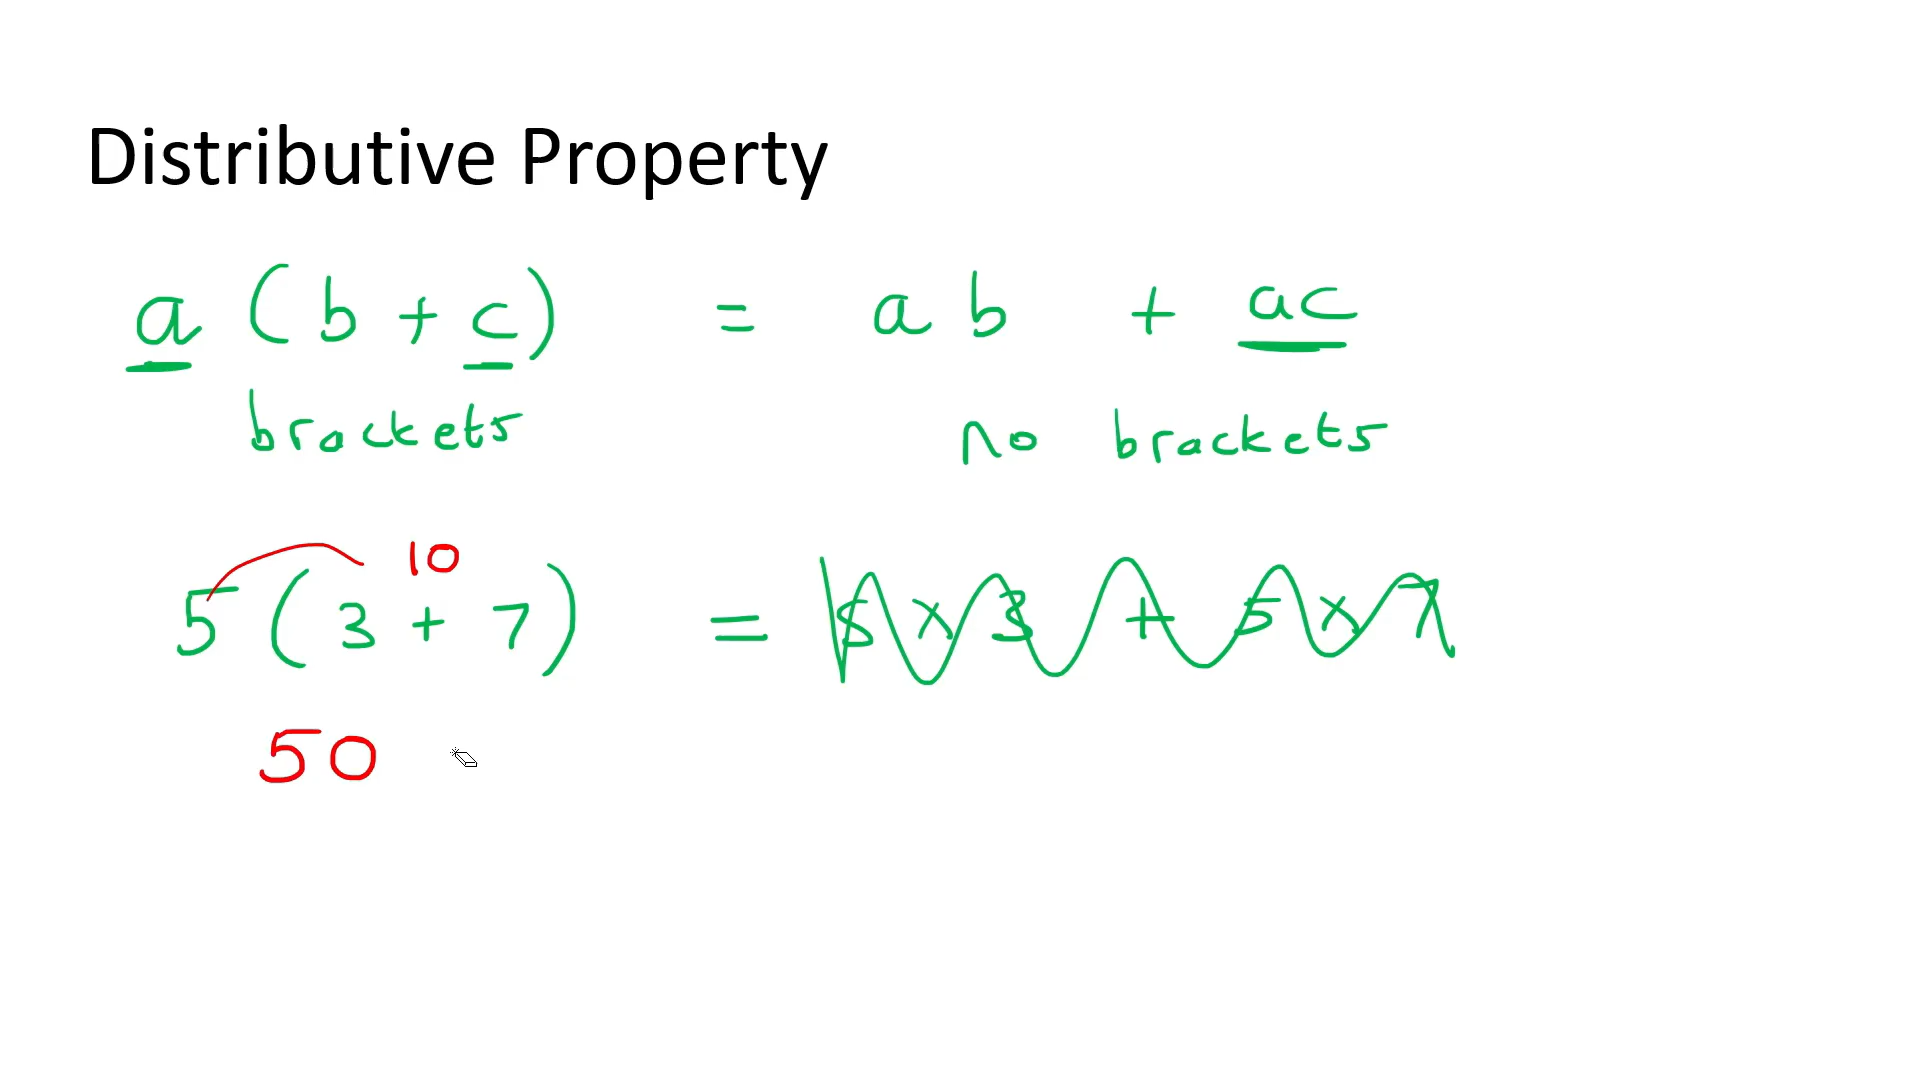 Distributive Property
a (b + c) = ab + ac
brackets no brackets
10
5 (3 + 7) = 5 x 3 + 5 x 7
50